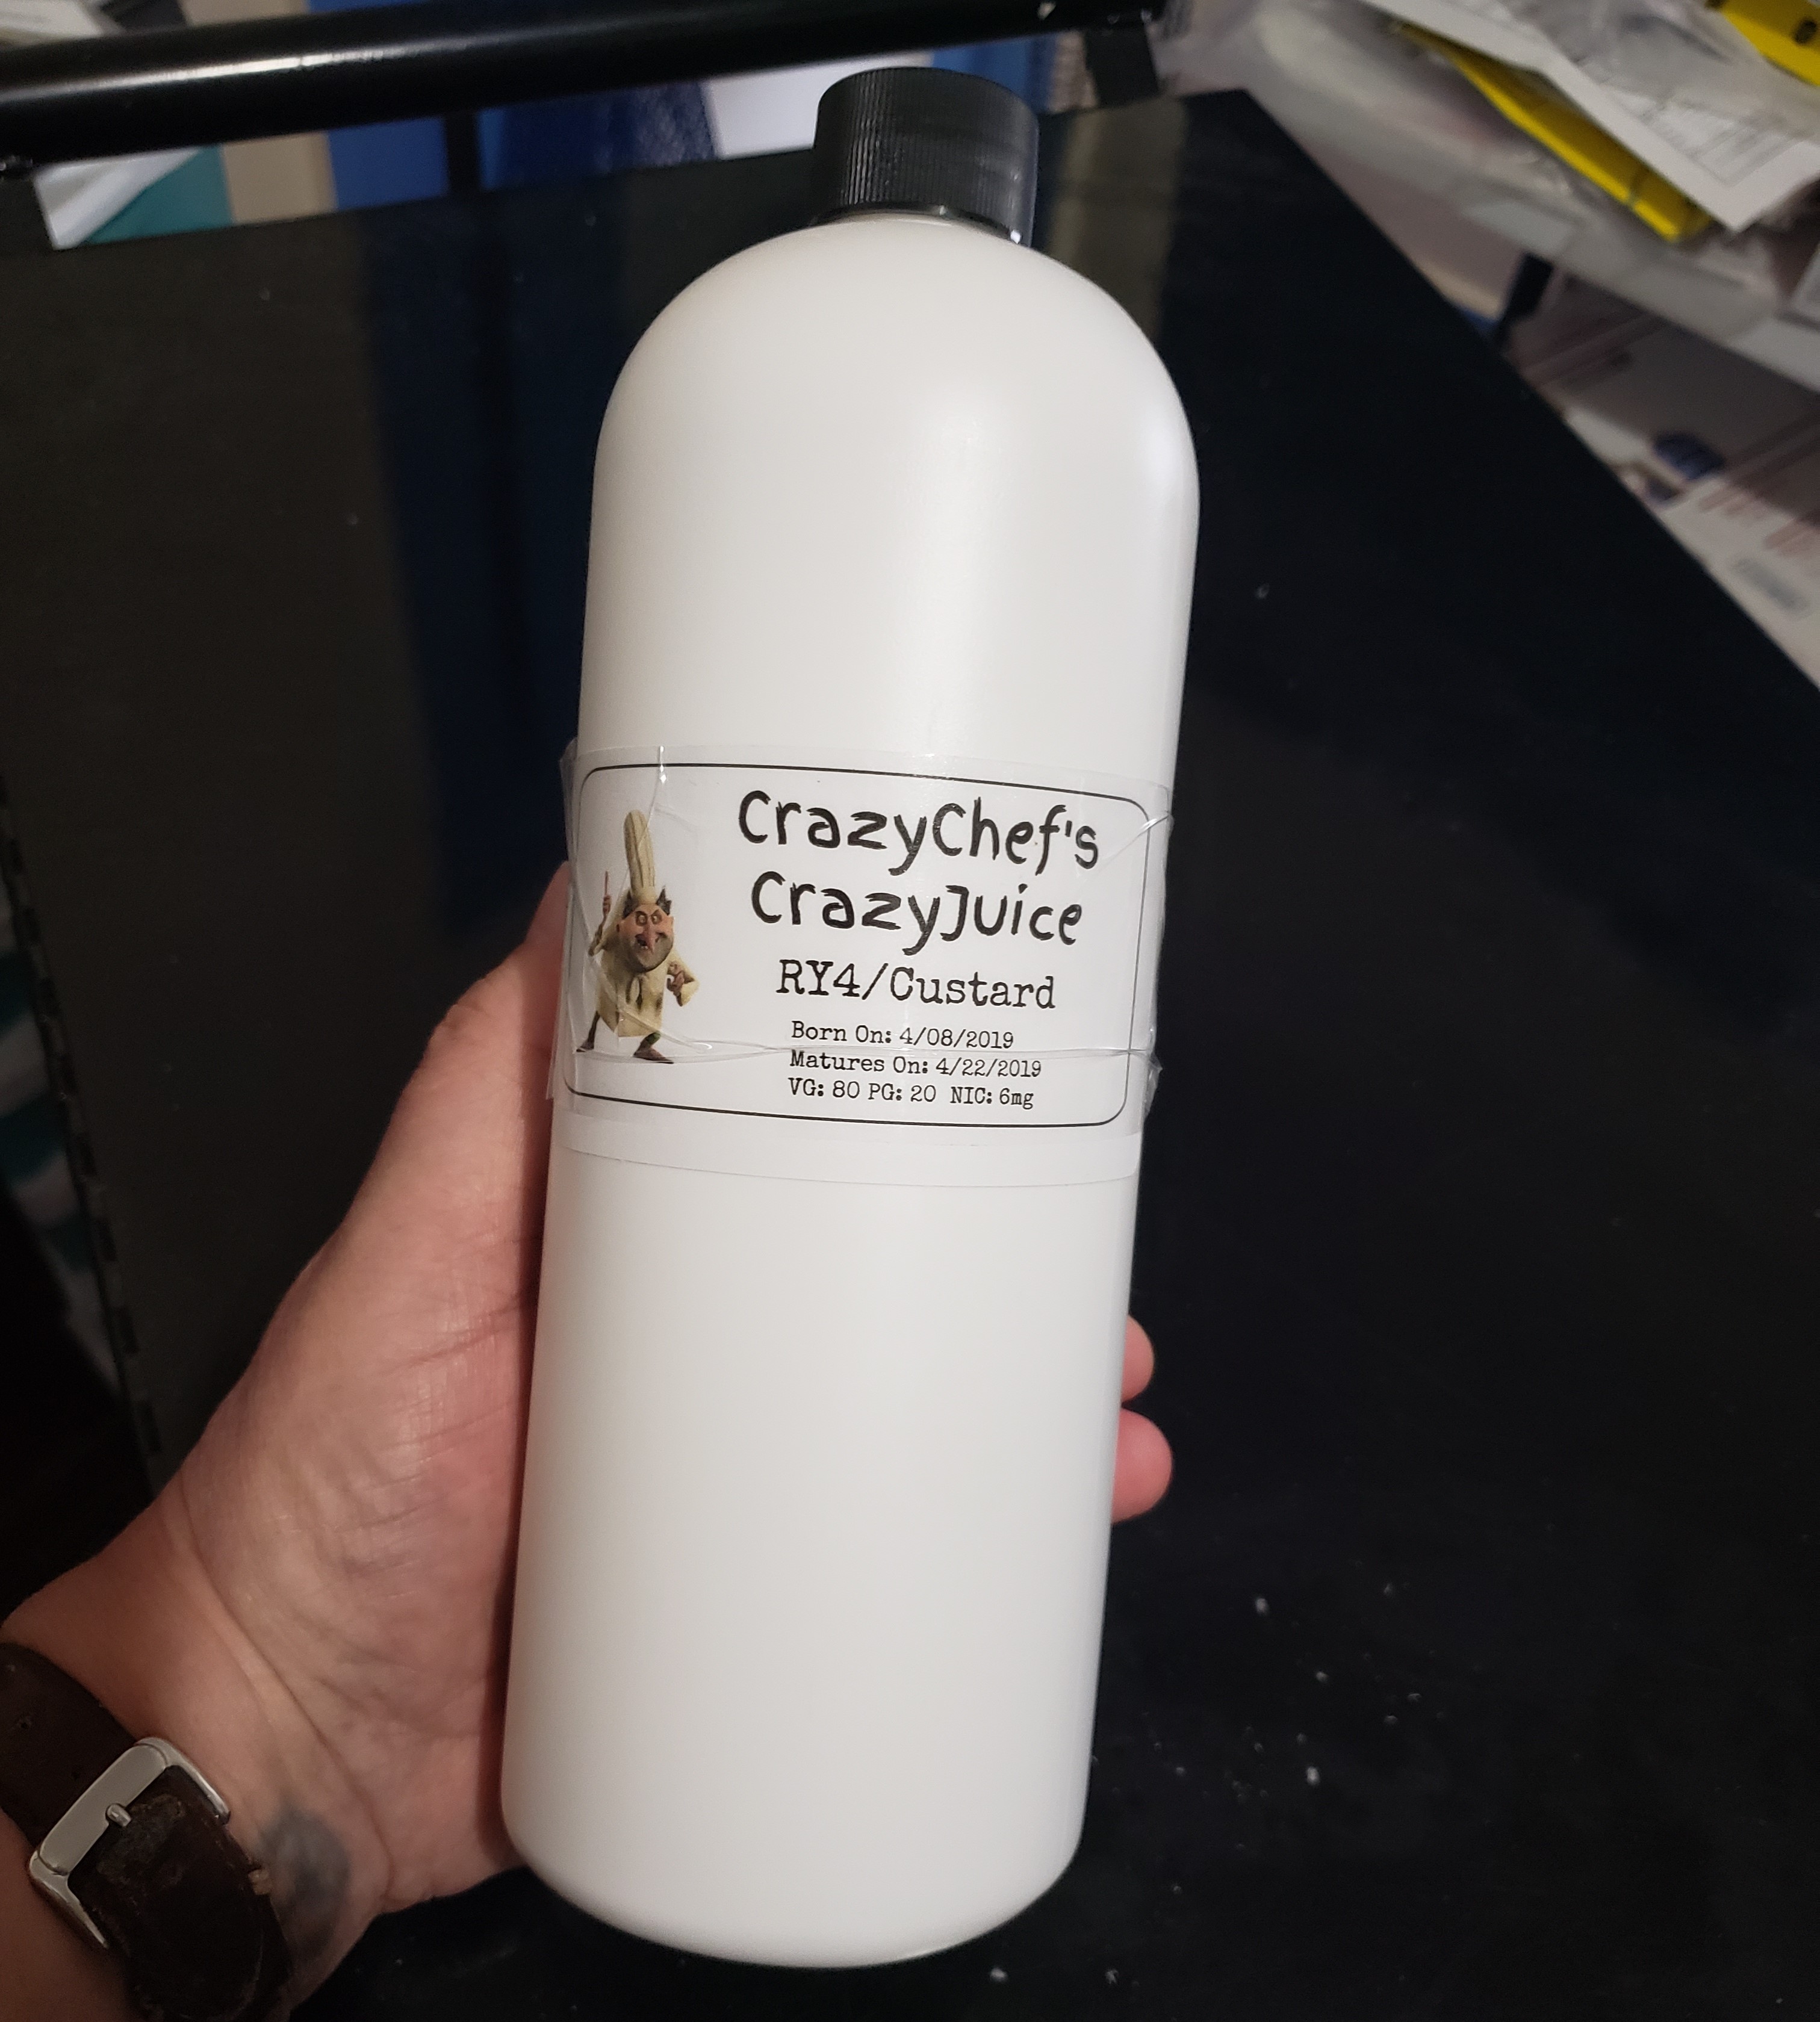 CrazyChef's
CrazyJuice
RY4/Custard
Born On: 4/08/2019
Matures On: 4/22/2019
VG: 80 PG: 20 NIC: 6mg